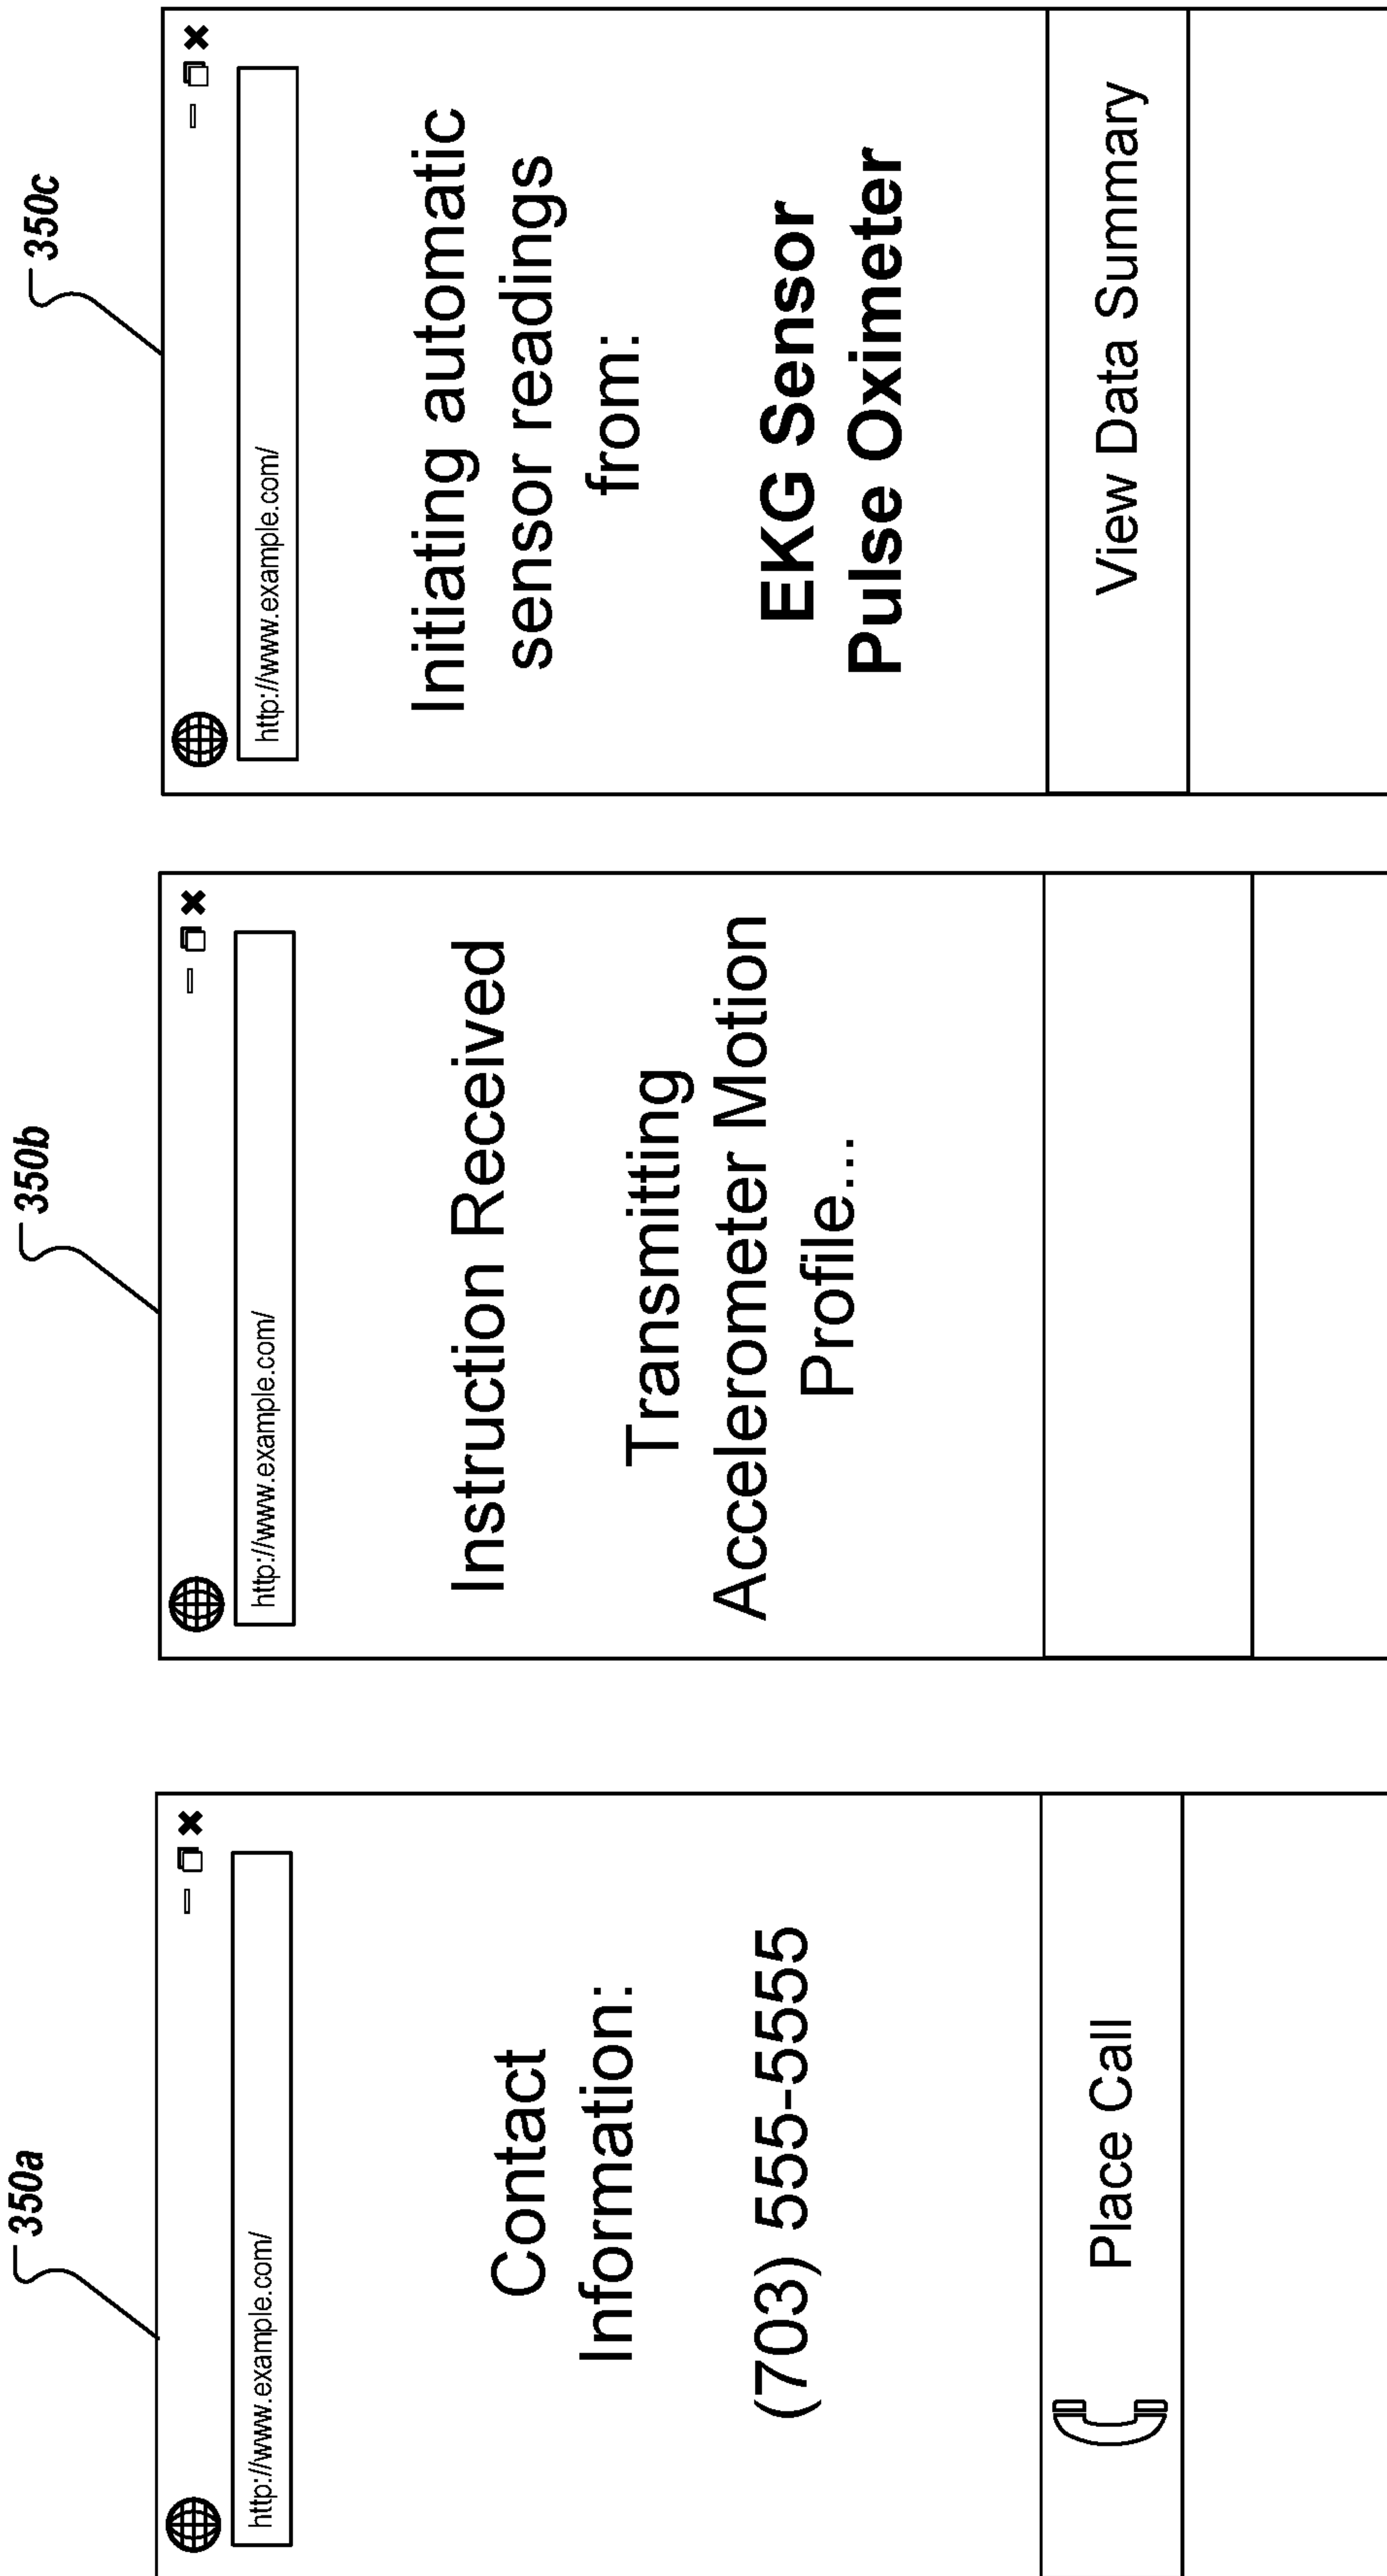 350a
http://www.example.com/
Contact
Information:
(703) 555-5555
Place Call
350b
http://www.example.com/
Instruction Received
Transmitting
Accelerometer Motion
Profile...
350c
http://www.example.com/
Initiating automatic
sensor readings
from:
EKG Sensor
Pulse Oximeter
View Data Summary